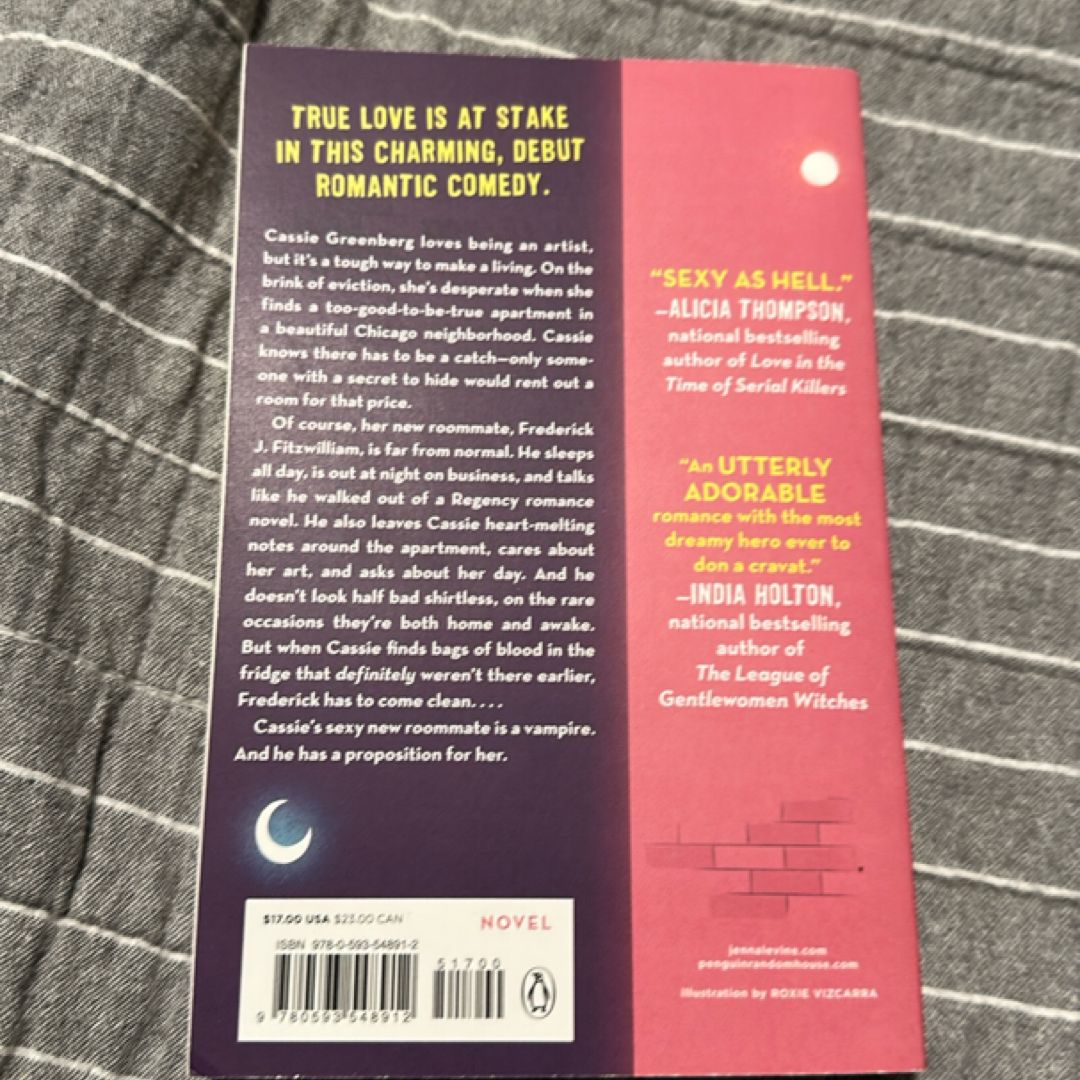 TRUE LOVE IS AT STAKE
IN THIS CHARMING, DEBUT
ROMANTIC COMEDY.
Cassie Greenberg loves being an artist,
but it's a tough way to make a living. On the
brink of eviction, she's desperate when she
finds a too-good-to-be-true apartment in
a beautiful Chicago neighborhood. Cassie
knows there has to be a catch—only some-
one with a secret to hide would rent out a
room for that price.
Of course, her new roommate, Frederick
J. Fitzwilliam, is far from normal. He sleeps
all day, is out at night on business, and talks
like he walked out of a Regency romance
novel. He also leaves Cassie heart-melting
notes around the apartment, cares about
her art, and asks about her day. And he
doesn't look half bad shirtless, on the rare
occasions they're both home and awake.
But when Cassie finds bags of blood in the
fridge that definitely weren't there earlier,
Frederick has to come clean. . . .
Cassie's sexy new roommate is a vampire.
And he has a proposition for her.
$17.00 USA $23.00 CAN
NOVEL
ISBN 978-0-593-54891-2
51700
9 780593 548912
"SEXY AS HELL."
—ALICIA THOMPSON,
national bestselling
author of Love in the
Time of Serial Killers
"An UTTERLY
ADORABLE
romance with the most
dreamy hero ever to
don a cravat."
—INDIA HOLTON,
national bestselling
author of
The League of
Gentlewomen Witches
jennalevine.com
penguinrandomhouse.com
Illustration by ROXIE VIZCARRA